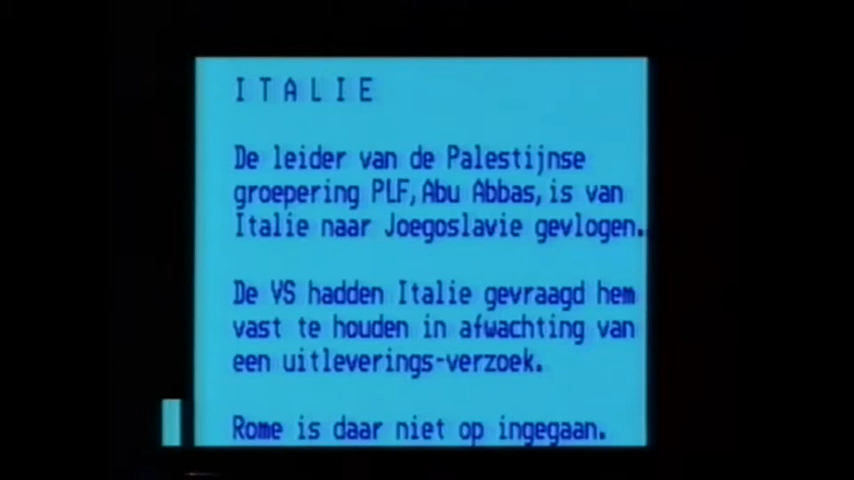 ITALIE
De leider van de Palestijnse
groepering PLF, Abu Abbas, is van
Italie naar Joegoslavie gevlogen.
De VS hadden Italie gevraagd hem
vast te houden in afwachting van
een uitleverings-verzoek.
Rome is daar niet op ingegaan.